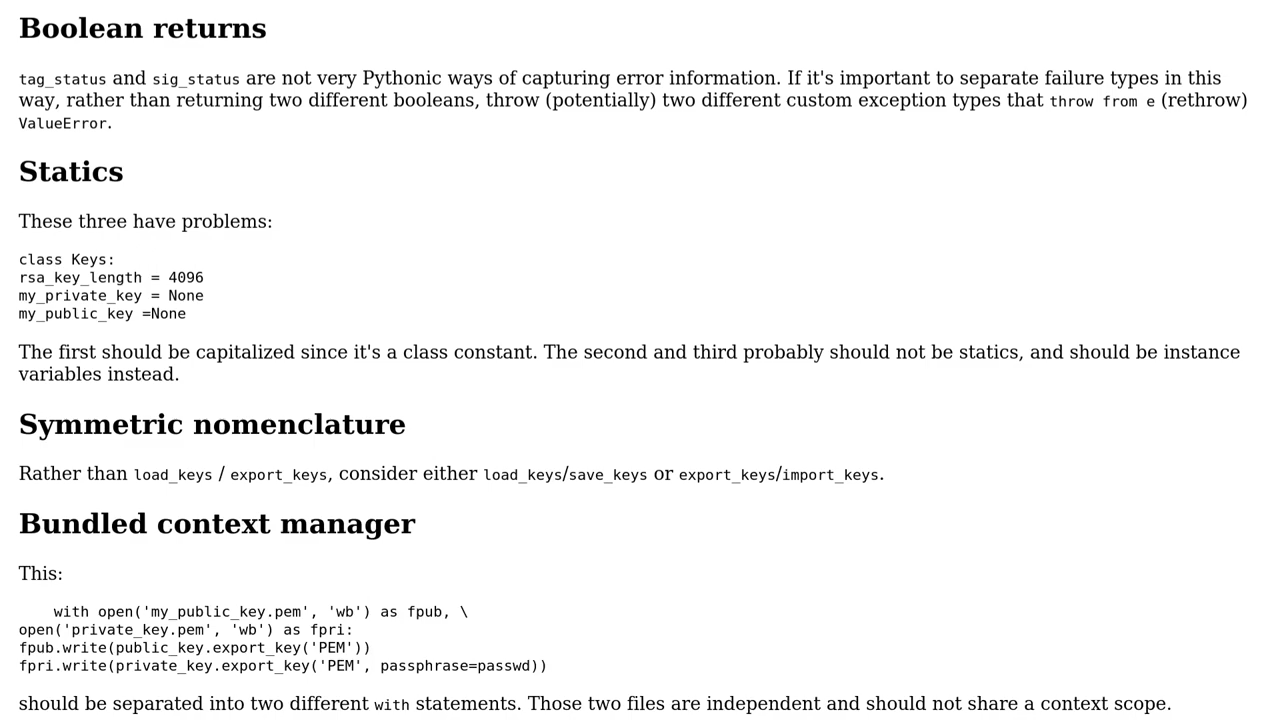 Boolean returns
tag_status and sig_status are not very Pythonic ways of capturing error information. If it's important to separate failure types in this
way, rather than returning two different booleans, throw (potentially) two different custom exception types that throw from e (rethrow)
ValueError.
Statics
These three have problems:
class Keys:
rsa_key_length = 4096
my_private_key = None
my_public_key =None
The first should be capitalized since it's a class constant. The second and third probably should not be statics, and should be instance
variables instead.
Symmetric nomenclature
Rather than load_keys / export_keys, consider either load_keys/save_keys or export_keys/import_keys.
Bundled context manager
This:
    with open('my_public_key.pem', 'wb') as fpub, \
open('private_key.pem', 'wb') as fpri:
fpub.write(public_key.export_key('PEM'))
fpri.write(private_key.export_key('PEM', passphrase=passwd))
should be separated into two different with statements. Those two files are independent and should not share a context scope.